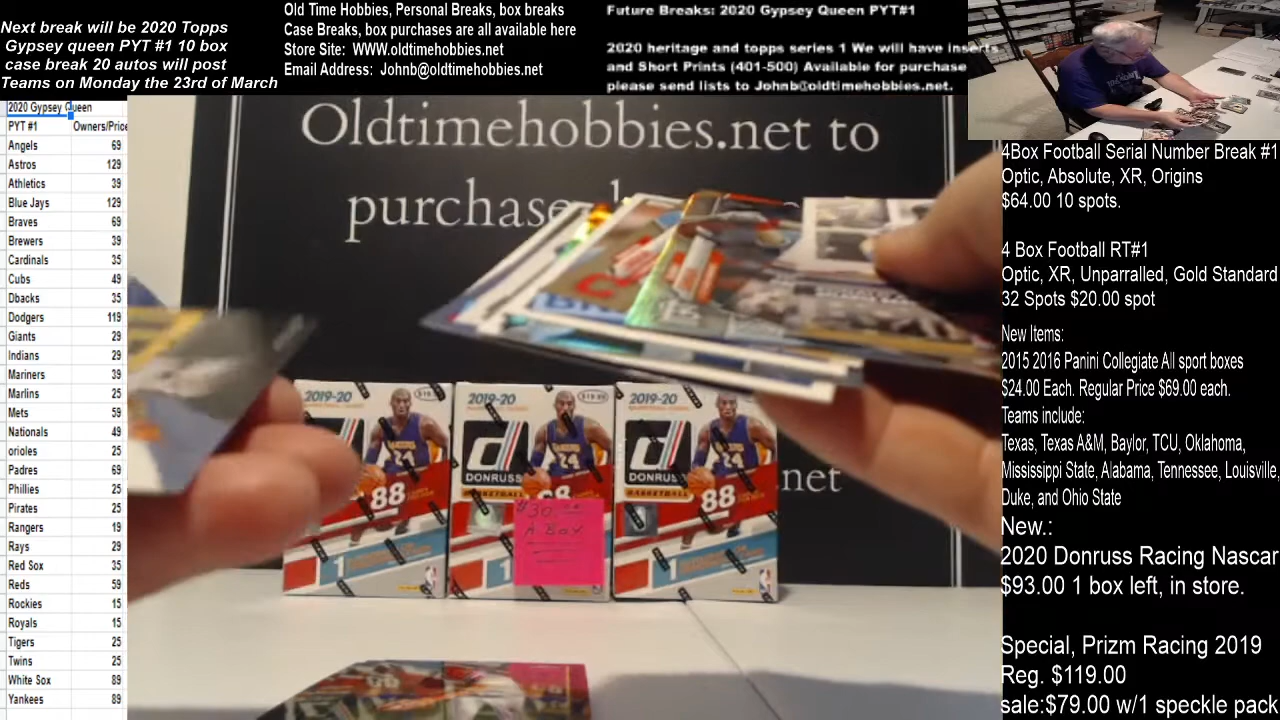 Next break will be 2020 Topps
Gypsey queen PYT #1 10 box
case break 20 autos will post
Teams on Monday the 23rd of March
Old Time Hobbies, Personal Breaks, box breaks
Case Breaks, box purchases are all available here
Store Site: WWW.oldtimehobbies.net
Email Address: Johnb@oldtimehobbies.net
Future Breaks: 2020 Gypsey Queen PYT#1
2020 heritage and topps series 1 We will have inserts
and Short Prints (401-500) Available for purchase
please send lists to Johnb@oldtimehobbies.net.
2020 Gypsey Queen
PYT #1 Owners/Price
Angels 69
Astros 129
Athletics 39
Blue Jays 129
Braves 69
Brewers 39
Cardinals 35
Cubs 49
Dbacks 35
Dodgers 119
Giants 29
Indians 29
Mariners 39
Marlins 25
Mets 59
Nationals 49
orioles 25
Padres 69
Phillies 25
Pirates 25
Rangers 19
Rays 29
Red Sox 35
Reds 59
Rockies 15
Royals 15
Tigers 25
Twins 25
White Sox 89
Yankees 89
Oldtimehobbies.net to
purchase
.net
2019-20
88
2019-20
DONRUSS
BASKETBALL
88
$30
A Box
2019-20
DONRUSS
88
4Box Football Serial Number Break #1
Optic, Absolute, XR, Origins
$64.00 10 spots.
4 Box Football RT#1
Optic, XR, Unparralled, Gold Standard
32 Spots $20.00 spot
New Items:
2015 2016 Panini Collegiate All sport boxes
$24.00 Each. Regular Price $69.00 each.
Teams include:
Texas, Texas A&M, Baylor, TCU, Oklahoma,
Mississippi State, Alabama, Tennessee, Louisville,
Duke, and Ohio State
New.:
2020 Donruss Racing Nascar
$93.00 1 box left, in store.
Special, Prizm Racing 2019
Reg. $119.00
sale:$79.00 w/1 speckle pack